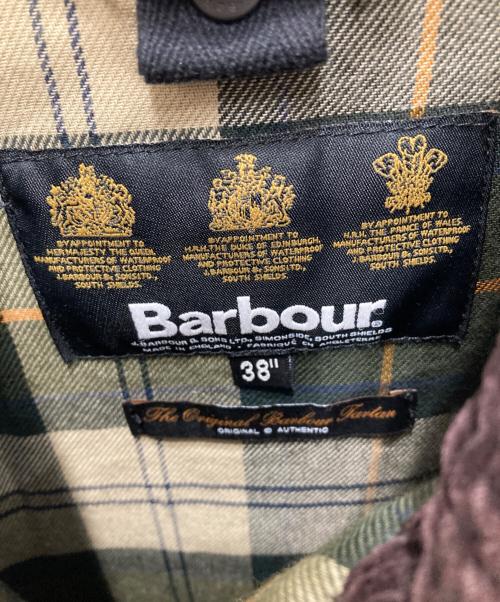 BY APPOINTMENT TO
HER MAJESTY THE QUEEN
MANUFACTURERS OF WATERPROOF
AND PROTECTIVE CLOTHING
J. BARBOUR & SONS LTD.,
SOUTH SHIELDS.
BY APPOINTMENT TO
H.R.H. THE DUKE OF EDINBURGH.
MANUFACTURERS OF WATERPROOF
AND PROTECTIVE CLOTHING
J. BARBOUR & SONS LTD.,
SOUTH SHIELDS.
BY APPOINTMENT TO
H.R.H. THE PRINCE OF WALES.
MANUFACTURERS OF WATERPROOF
AND PROTECTIVE CLOTHING
J. BARBOUR & SONS LTD.,
SOUTH SHIELDS.
Barbour®
J. BARBOUR & SONS LTD, SIMONSIDE, SOUTH SHIELDS
MADE IN ENGLAND · FABRIQUE EN ANGLETERRE
38"
The Original Barbour Tartan
ORIGINAL & AUTHENTIC